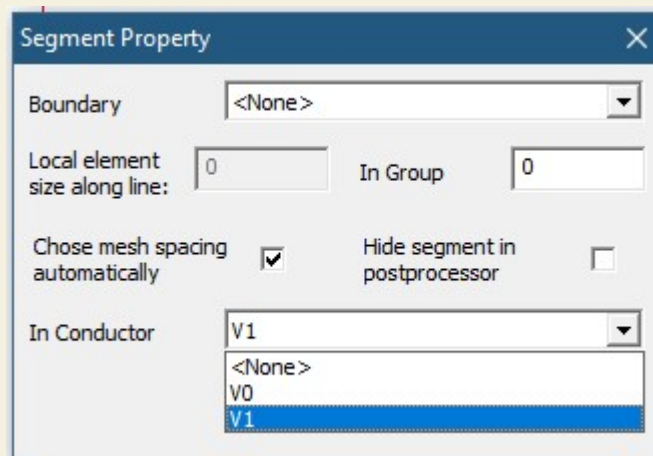 Segment Property
Boundary <None>
Local element
size along line: 0 In Group 0
Chose mesh spacing
automatically
Hide segment in
postprocessor
In Conductor V1
<None>
V0
V1